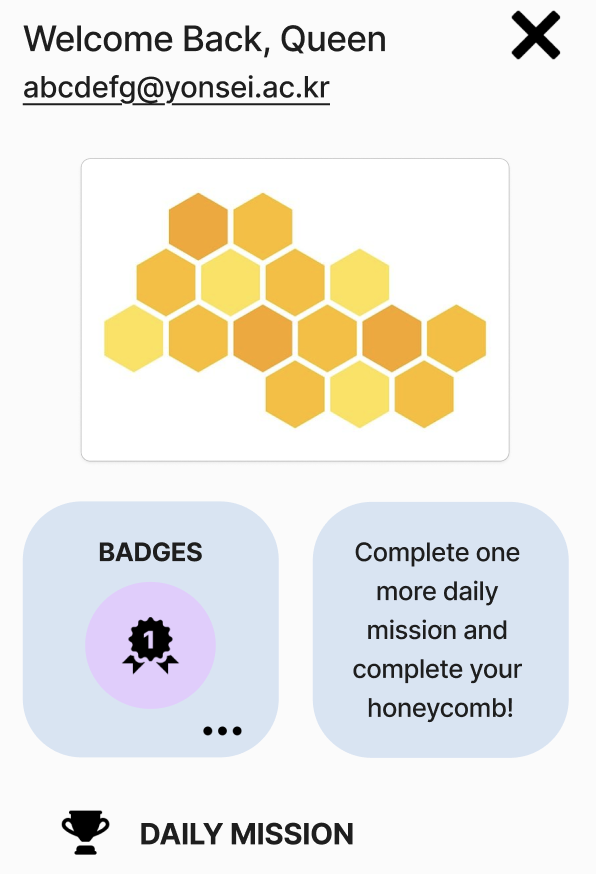 Welcome Back, Queen
abcdefg@yonsei.ac.kr
BADGES
1
Complete one
more daily
mission and
complete your
honeycomb!
DAILY MISSION